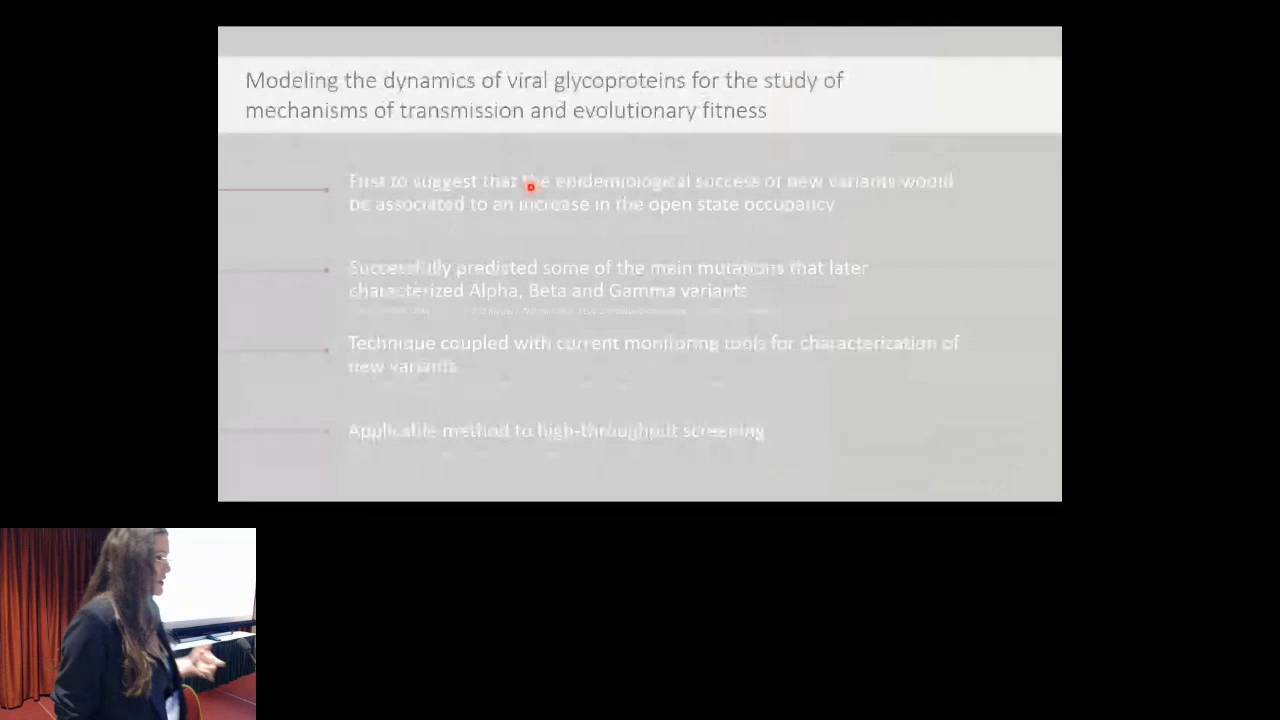 Modeling the dynamics of viral glycoproteins for the study of
mechanisms of transmission and evolutionary fitness
First to suggest that the epidemiological success of new variants would
be associated to an increase in the open state occupancy
Successfully predisted some of the main mutations that later
characterized Alpha, Beta and Gamma variants
Technique coupled with current monitoring tools for characterization of
new variants
Applicable method to high-throughput screening